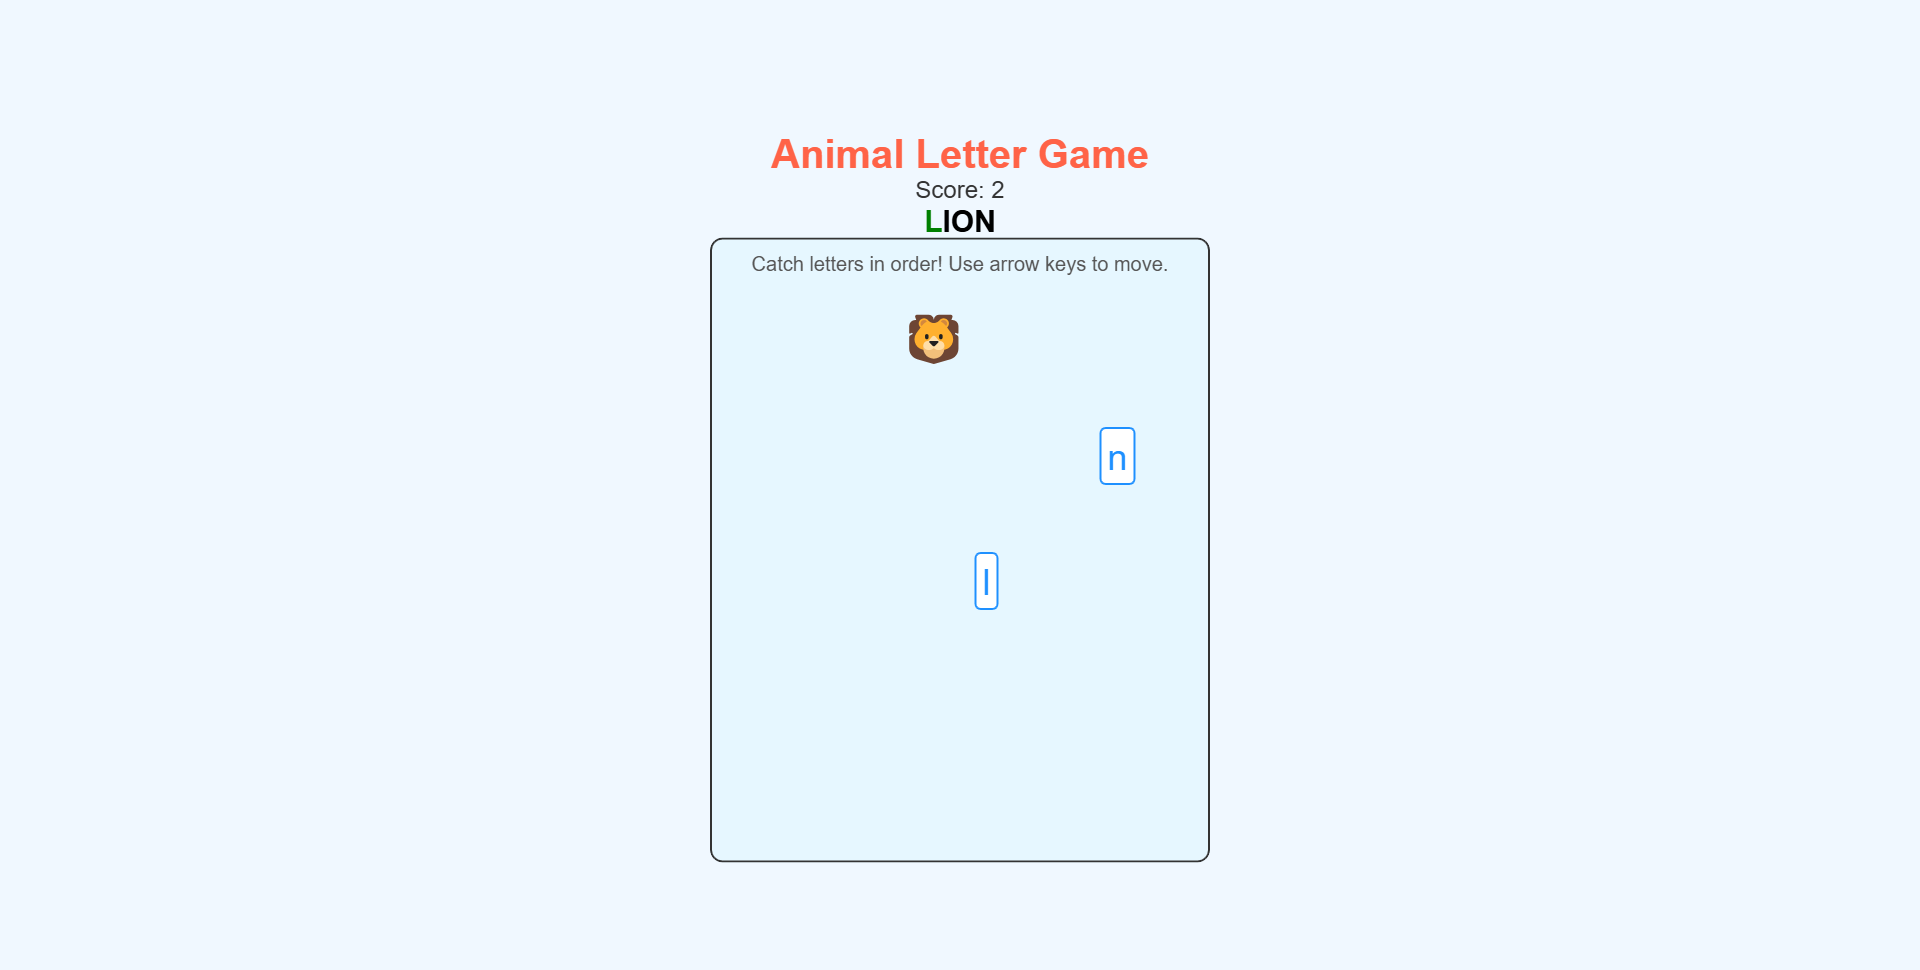 Animal Letter Game
Score: 2
LION
Catch letters in order! Use arrow keys to move.
n
l